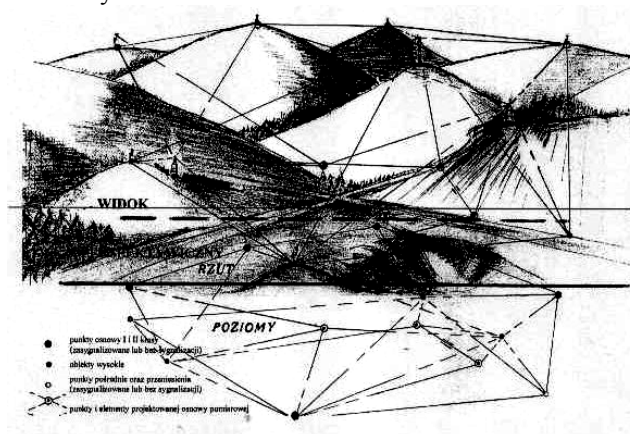 WIDOK
RZUT
POZIOMY
punkty osnowy I i II klasy
(zasygnalizowane lub bez sygnalizacji)
obiekty wysokie
punkty pośrednie oraz przeniesienia
(zasygnalizowane lub bez sygnalizacji)
punkty i elementy projektowanej osnowy pomiarowej